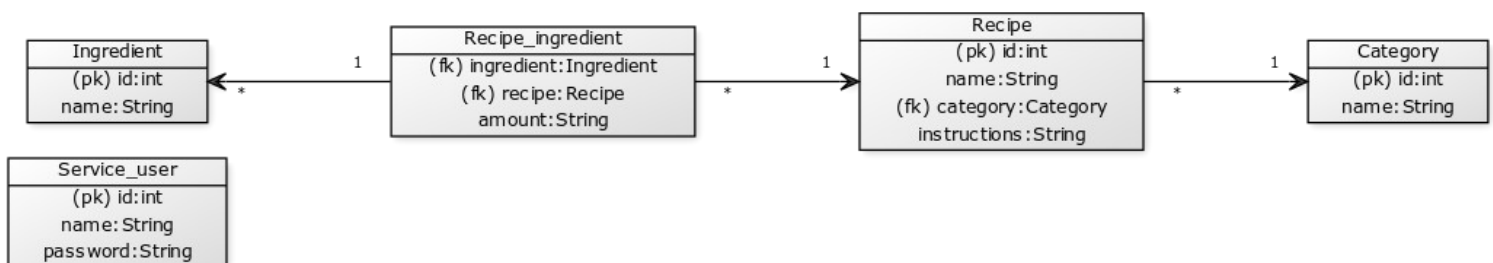 Ingredient
(pk) id:int
name:String
1
*
Recipe_ingredient
(fk) ingredient:Ingredient
(fk) recipe:Recipe
amount:String
1
*
Recipe
(pk) id:int
name:String
(fk) category:Category
instructions:String
1
*
Category
(pk) id:int
name:String
Service_user
(pk) id:int
name:String
password:String